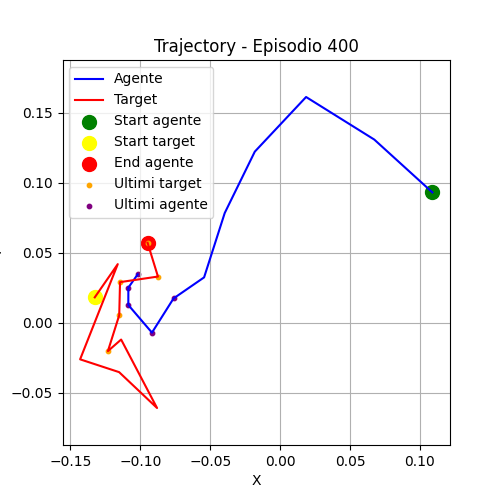 Trajectory - Episodio 400
Agente
Target
Start agente
Start target
End agente
Ultimi target
Ultimi agente
0.15
0.10
0.05
0.00
−0.05
−0.15 −0.10 −0.05 0.00 0.05 0.10
X